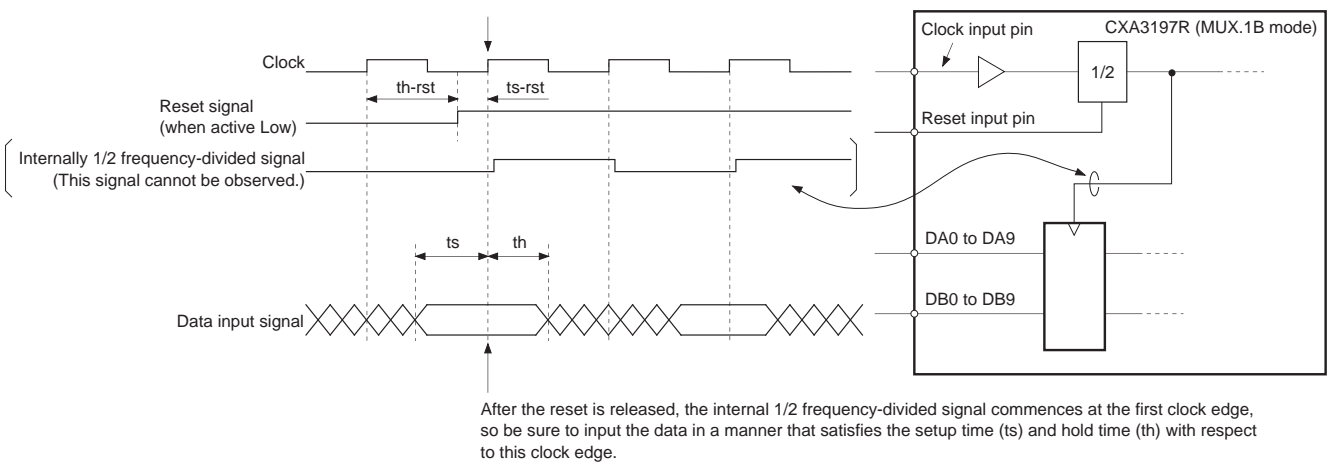 Clock input pin
CXA3197R (MUX.1B mode)
Clock
1/2
th-rst
ts-rst
Reset signal
(when active Low)
Reset input pin
Internally 1/2 frequency-divided signal
(This signal cannot be observed.)
ts
th
DA0 to DA9
DB0 to DB9
Data input signal
After the reset is released, the internal 1/2 frequency-divided signal commences at the first clock edge,
so be sure to input the data in a manner that satisfies the setup time (ts) and hold time (th) with respect
to this clock edge.